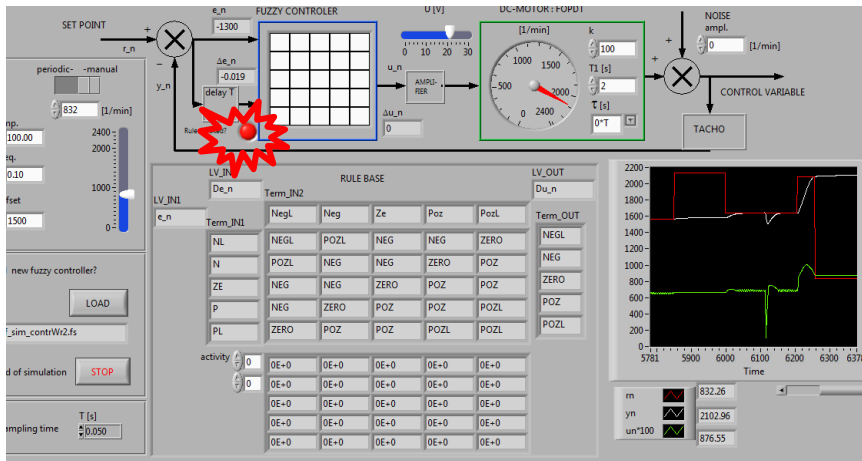 e_n
FUZZY CONTROLER
U [V]
DC-MOTOR : FOPDT
SET POINT
+
-1300
0 10 20 30
[1/min]
k
100
NOISE
ampl.
0
[1/min]
r_n
−
y_n
Δe_n
-0.019
delay T
u_n
AMPLI-
FIER
Δu_n
0
0
500
1000
1500
2000
2400
T1 [s]
2
τ [s]
0*T
+
+
CONTROL VARIABLE
TACHO
periodic-
-manual
832
[1/min]
mp.
100.00
eq.
0.10
ffset
1500
2400
2000
1000
0
new fuzzy controller?
LOAD
f_sim_contrWr2.fs
d of simulation
STOP
ampling time
T [s]
0.050
LV_IN1
e_n
De_n
RULE BASE
LV_OUT
Du_n
Term_IN2
NegL Neg Ze Poz PozL
Term_IN1
Term_OUT
NL NEGL POZL NEG NEG ZERO NEGL
N POZL NEG NEG ZERO POZ NEG
ZE NEG NEG ZERO POZ POZ ZERO
P NEG ZERO POZ POZ POZL POZ
PL ZERO POZ POZ POZL POZL POZL
activity
0
0
0E+0 0E+0 0E+0 0E+0 0E+0
0E+0 0E+0 0E+0 0E+0 0E+0
0E+0 0E+0 0E+0 0E+0 0E+0
0E+0 0E+0 0E+0 0E+0 0E+0
0E+0 0E+0 0E+0 0E+0 0E+0
2200
2000
1800
1600
1400
1200
1000
800
600
400
200
0
5781 5900 6000 6100 6200 6300 6378
Time
rn 832.26
yn 2102.96
un*100 876.55